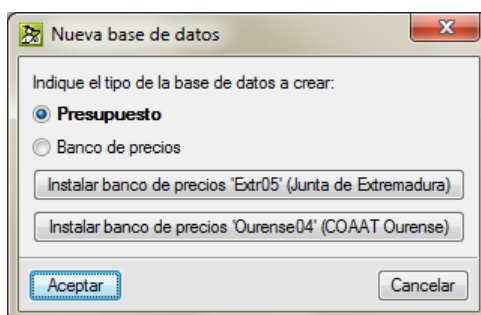 Nueva base de datos
Indique el tipo de la base de datos a crear:
Presupuesto
Banco de precios
Instalar banco de precios 'Extr05' (Junta de Extremadura)
Instalar banco de precios 'Ourense04' (COAAT Ourense)
Aceptar
Cancelar